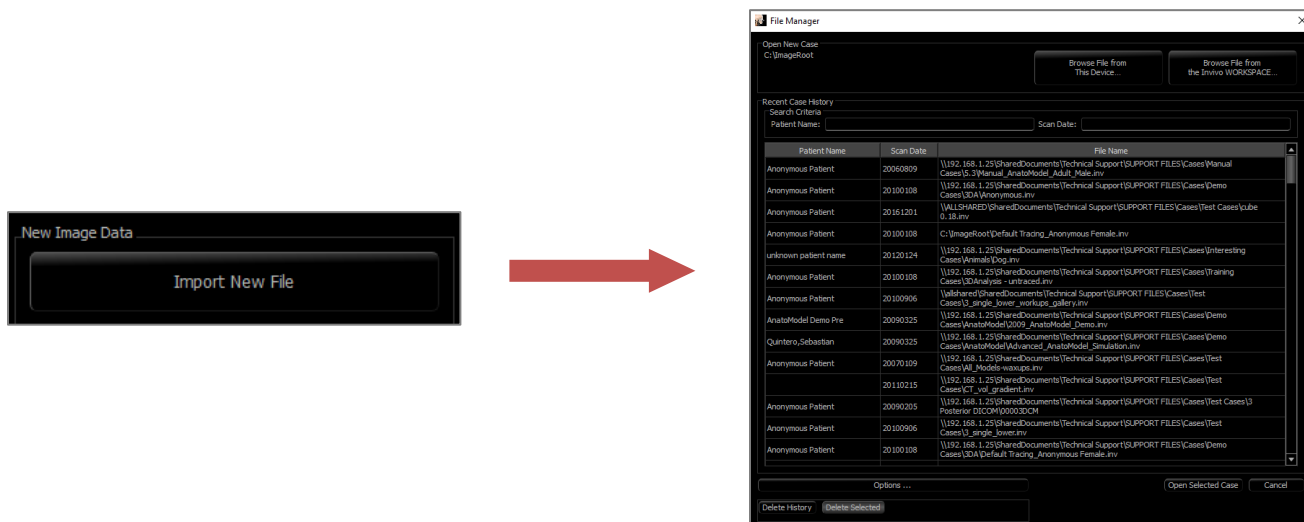 New Image Data
Import New File
File Manager
Open New Case
C:\ImageRoot
Browse File from
This Device...
Browse File from
the Invivo WORKSPACE...
Recent Case History
Search Criteria
Patient Name:
Scan Date:
Patient Name Scan Date File Name
Anonymous Patient 20060809 \\192.168.1.25\SharedDocuments\Technical Support\SUPPORT FILES\Cases\Manual
Cases\5.3\Manual_AnatoModel_Adult_Male.inv
Anonymous Patient 20100108 \\192.168.1.25\SharedDocuments\Technical Support\SUPPORT FILES\Cases\Demo
Cases\3DA\Anonymous.inv
Anonymous Patient 20161201 \\ALLSHARED\SharedDocuments\Technical Support\SUPPORT FILES\Cases\Test Cases\cube
0.18.inv
Anonymous Patient 20100108 C:\ImageRoot\Default Tracing_Anonymous Female.inv
unknown patient name 20120124 \\192.168.1.25\SharedDocuments\Technical Support\SUPPORT FILES\Cases\Interesting
Cases\Animals\Dog.inv
Anonymous Patient 20100108 \\192.168.1.25\SharedDocuments\Technical Support\SUPPORT FILES\Cases\Training
Cases\3DAnalysis - untraced.inv
Anonymous Patient 20100906 \\allshared\SharedDocuments\Technical Support\SUPPORT FILES\Cases\Test
Cases\3_single_lower_workups_gallery.inv
AnatoModel Demo Pre 20090325 \\192.168.1.25\SharedDocuments\Technical Support\SUPPORT FILES\Cases\Demo
Cases\AnatoModel\2009_AnatoModel_Demo.inv
Quintero,Sebastian 20090325 \\192.168.1.25\SharedDocuments\Technical Support\SUPPORT FILES\Cases\Demo
Cases\AnatoModel\Advanced_AnatoModel_Simulation.inv
Anonymous Patient 20070109 \\192.168.1.25\SharedDocuments\Technical Support\SUPPORT FILES\Cases\Test
Cases\All_Models-waxups.inv
20110215 \\192.168.1.25\SharedDocuments\Technical Support\SUPPORT FILES\Cases\Test
Cases\CT_vol_gradient.inv
Anonymous Patient 20090205 \\192.168.1.25\SharedDocuments\Technical Support\SUPPORT FILES\Cases\Test Cases\3
Posterior DICOM\00003DCM
Anonymous Patient 20100906 \\192.168.1.25\SharedDocuments\Technical Support\SUPPORT FILES\Cases\Test
Cases\3_single_lower.inv
Anonymous Patient 20100108 \\192.168.1.25\SharedDocuments\Technical Support\SUPPORT FILES\Cases\Demo
Cases\3DA\Default Tracing_Anonymous Female.inv
Options ...
Open Selected Case
Cancel
Delete History
Delete Selected